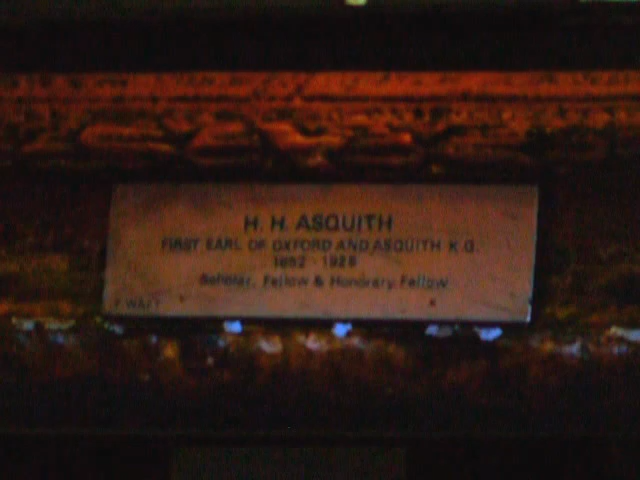 H. H. ASQUITH
FIRST EARL OF OXFORD AND ASQUITH K.G.
1852 - 1928
Scholar, Fellow & Honorary Fellow